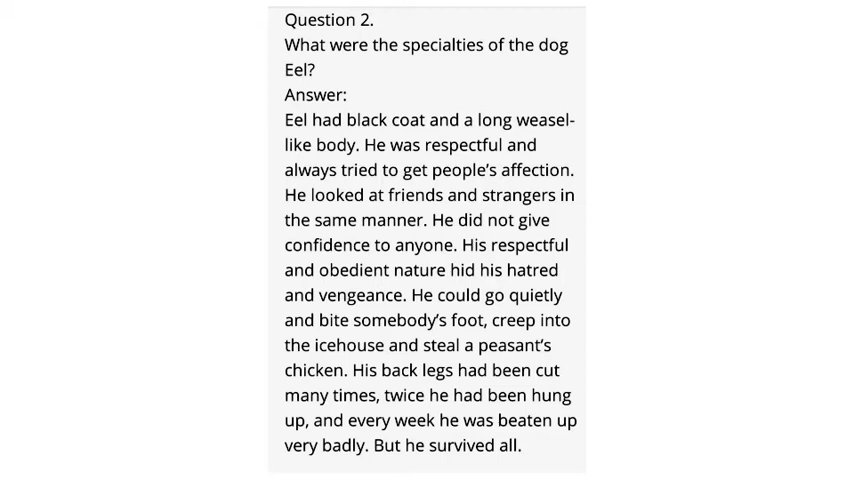 Question 2.
What were the specialties of the dog
Eel?
Answer:
Eel had black coat and a long weasel-
like body. He was respectful and
always tried to get people’s affection.
He looked at friends and strangers in
the same manner. He did not give
confidence to anyone. His respectful
and obedient nature hid his hatred
and vengeance. He could go quietly
and bite somebody’s foot, creep into
the icehouse and steal a peasant’s
chicken. His back legs had been cut
many times, twice he had been hung
up, and every week he was beaten up
very badly. But he survived all.